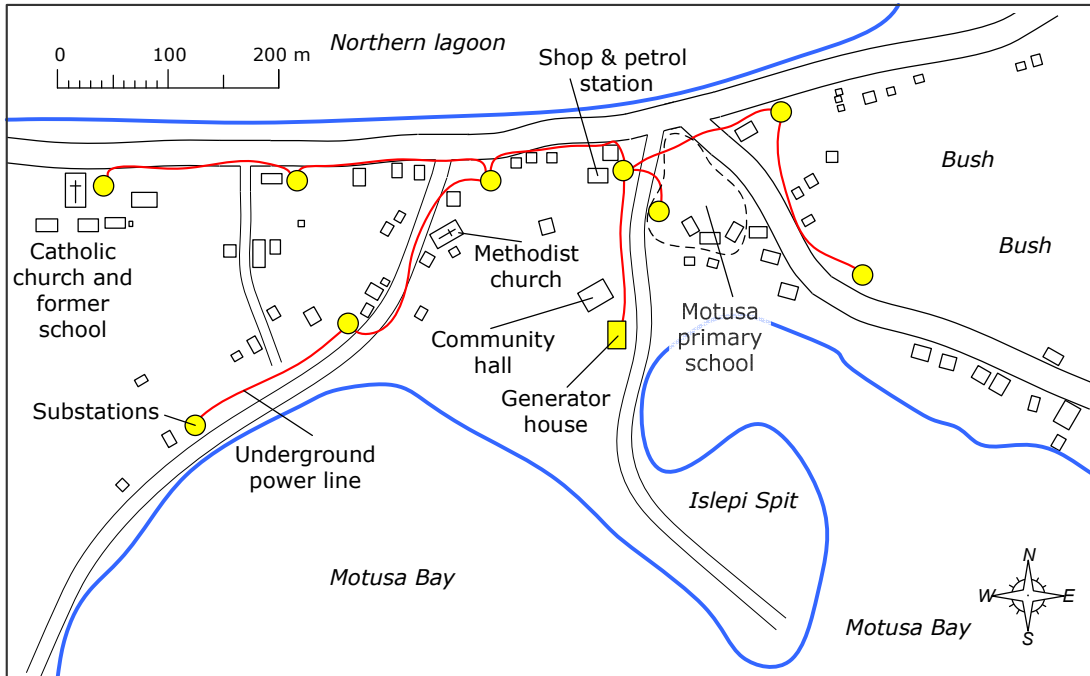 Northern lagoon
0 100 200 m
Shop & petrol
station
Bush
Bush
Catholic
church and
former
school
Methodist
church
Motusa
primary
school
Community
hall
Generator
house
Substations
Underground
power line
Islepi Spit
Motusa Bay
Motusa Bay
N
W E
S